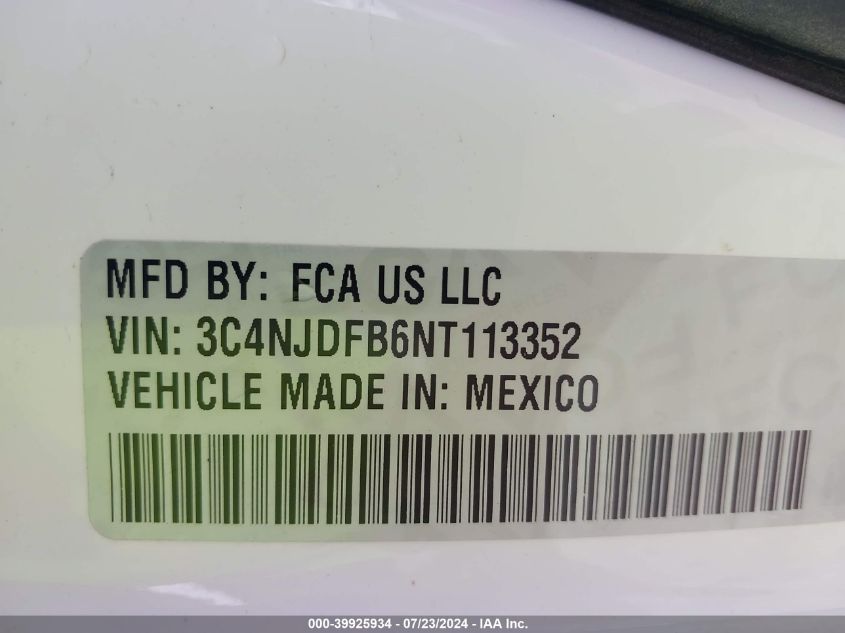 MFD BY: FCA US LLC
VIN: 3C4NJDFB6NT113352
VEHICLE MADE IN: MEXICO
000-39925934 - 07/23/2024 - IAA Inc.